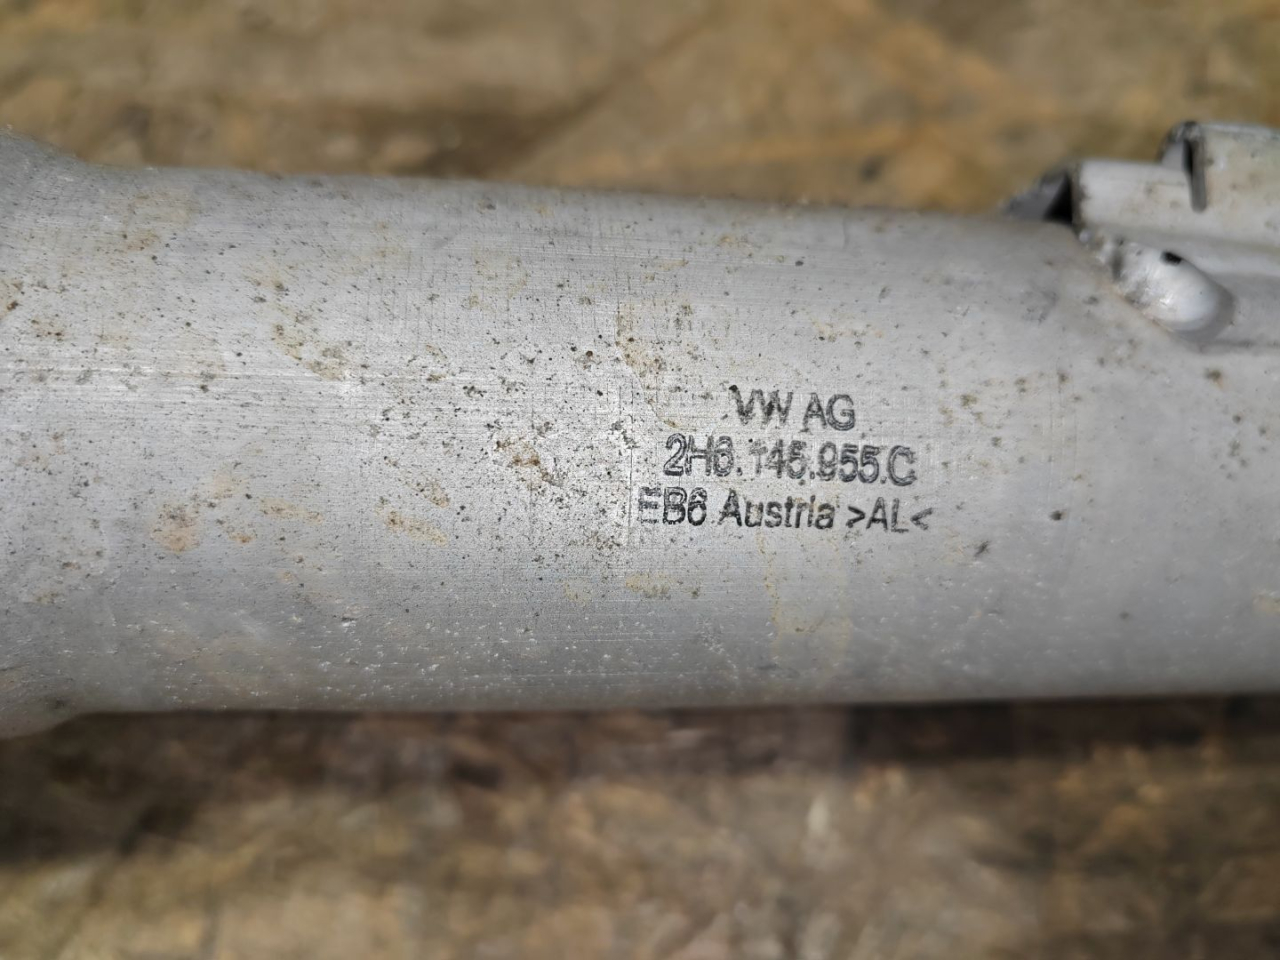 VW AG
2H6.145.955.C
EB6 Austria >AL<